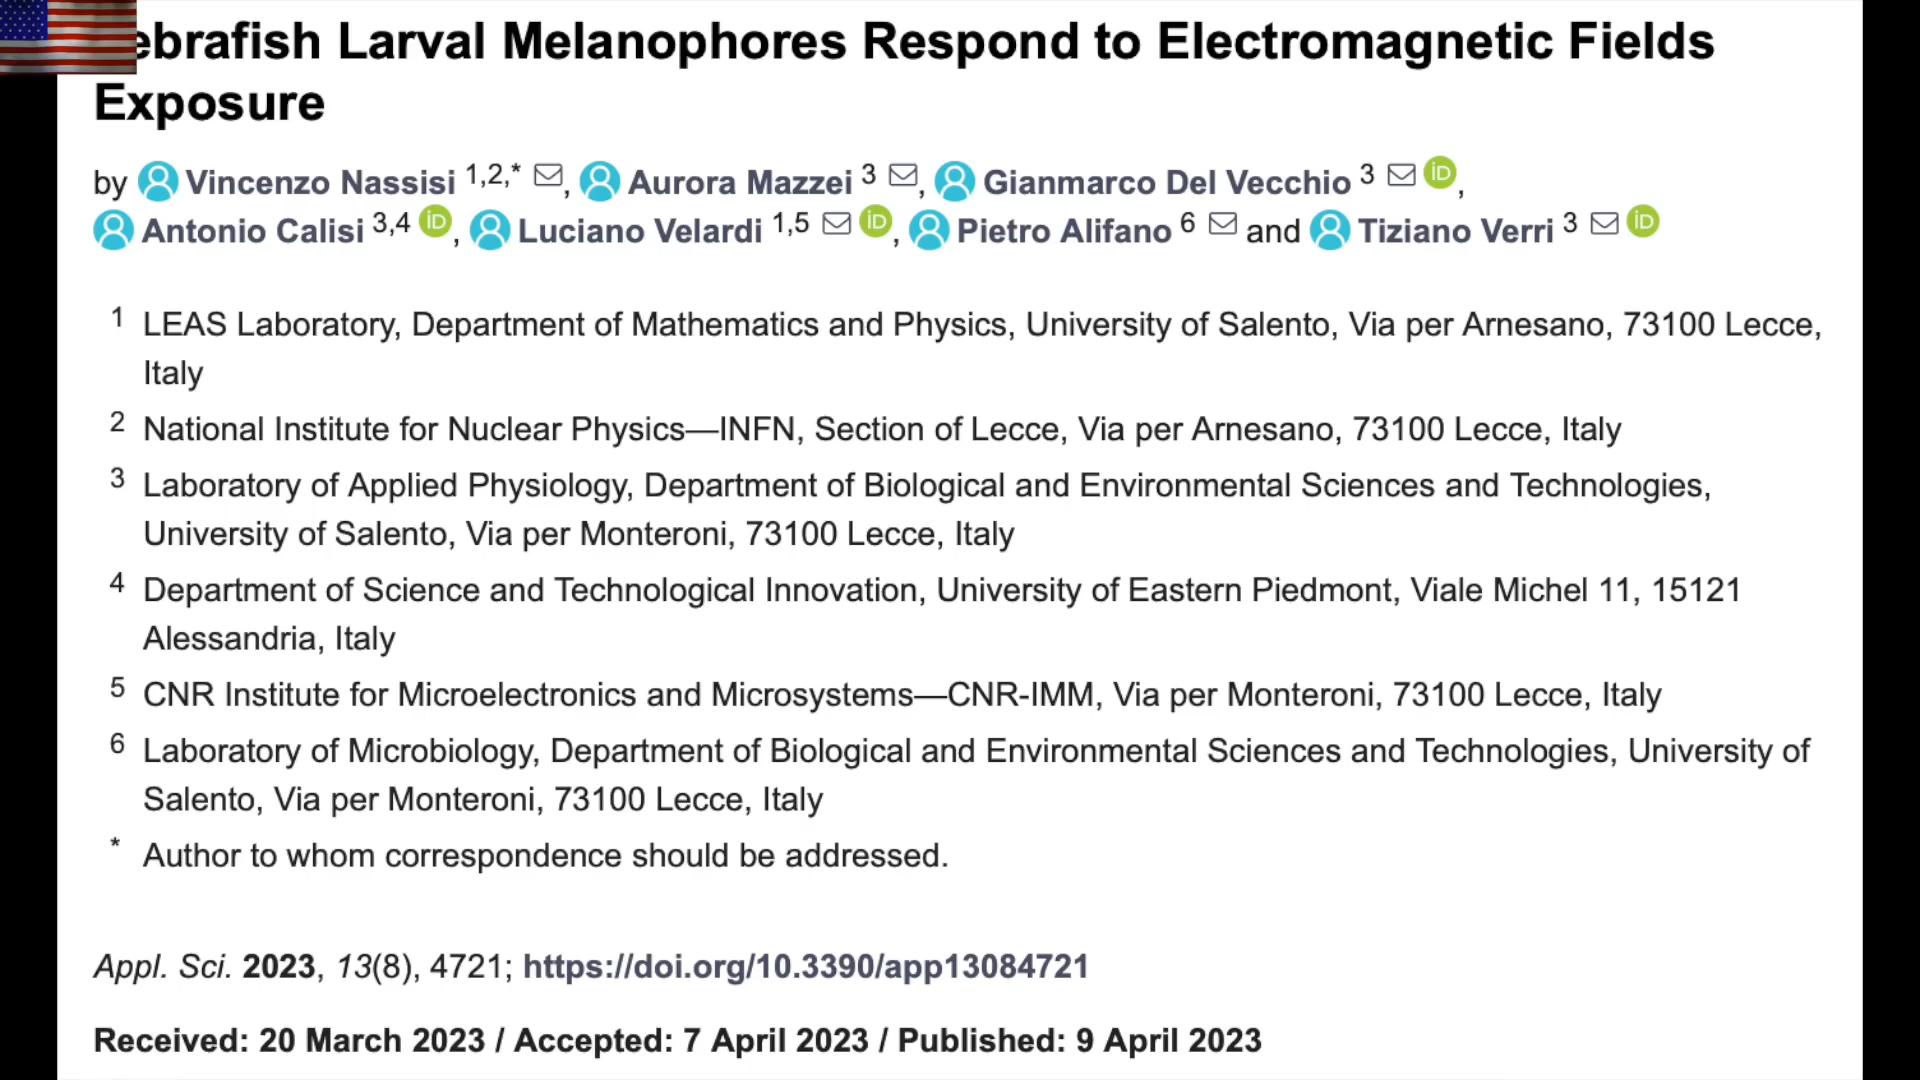 ebrafish Larval Melanophores Respond to Electromagnetic Fields
Exposure
by Vincenzo Nassisi 1,2,*, Aurora Mazzei 3, Gianmarco Del Vecchio 3 iD,
Antonio Calisi 3,4 iD, Luciano Velardi 1,5 iD, Pietro Alifano 6 and Tiziano Verri 3 iD
1 LEAS Laboratory, Department of Mathematics and Physics, University of Salento, Via per Arnesano, 73100 Lecce,
Italy
2 National Institute for Nuclear Physics—INFN, Section of Lecce, Via per Arnesano, 73100 Lecce, Italy
3 Laboratory of Applied Physiology, Department of Biological and Environmental Sciences and Technologies,
University of Salento, Via per Monteroni, 73100 Lecce, Italy
4 Department of Science and Technological Innovation, University of Eastern Piedmont, Viale Michel 11, 15121
Alessandria, Italy
5 CNR Institute for Microelectronics and Microsystems—CNR-IMM, Via per Monteroni, 73100 Lecce, Italy
6 Laboratory of Microbiology, Department of Biological and Environmental Sciences and Technologies, University of
Salento, Via per Monteroni, 73100 Lecce, Italy
* Author to whom correspondence should be addressed.
Appl. Sci. 2023, 13(8), 4721; https://doi.org/10.3390/app13084721
Received: 20 March 2023 / Accepted: 7 April 2023 / Published: 9 April 2023